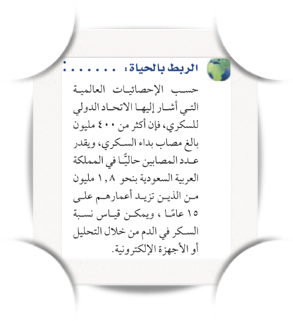 الربط بالحياة:
حسب الإحصائيات العالمية
التي أشار إليها الاتحاد الدولي
للسكري، فإن أكثر من ٤٠٠ مليون
بالغ مصاب بداء السكري، ويقدر
عدد المصابين حاليًّا في المملكة
العربية السعودية بنحو ١,٨ مليون
من الذين تزيد أعمارهم على
١٥ عامًا، ويمكن قياس نسبة
السكر في الدم من خلال التحليل
أو الأجهزة الإلكترونية.